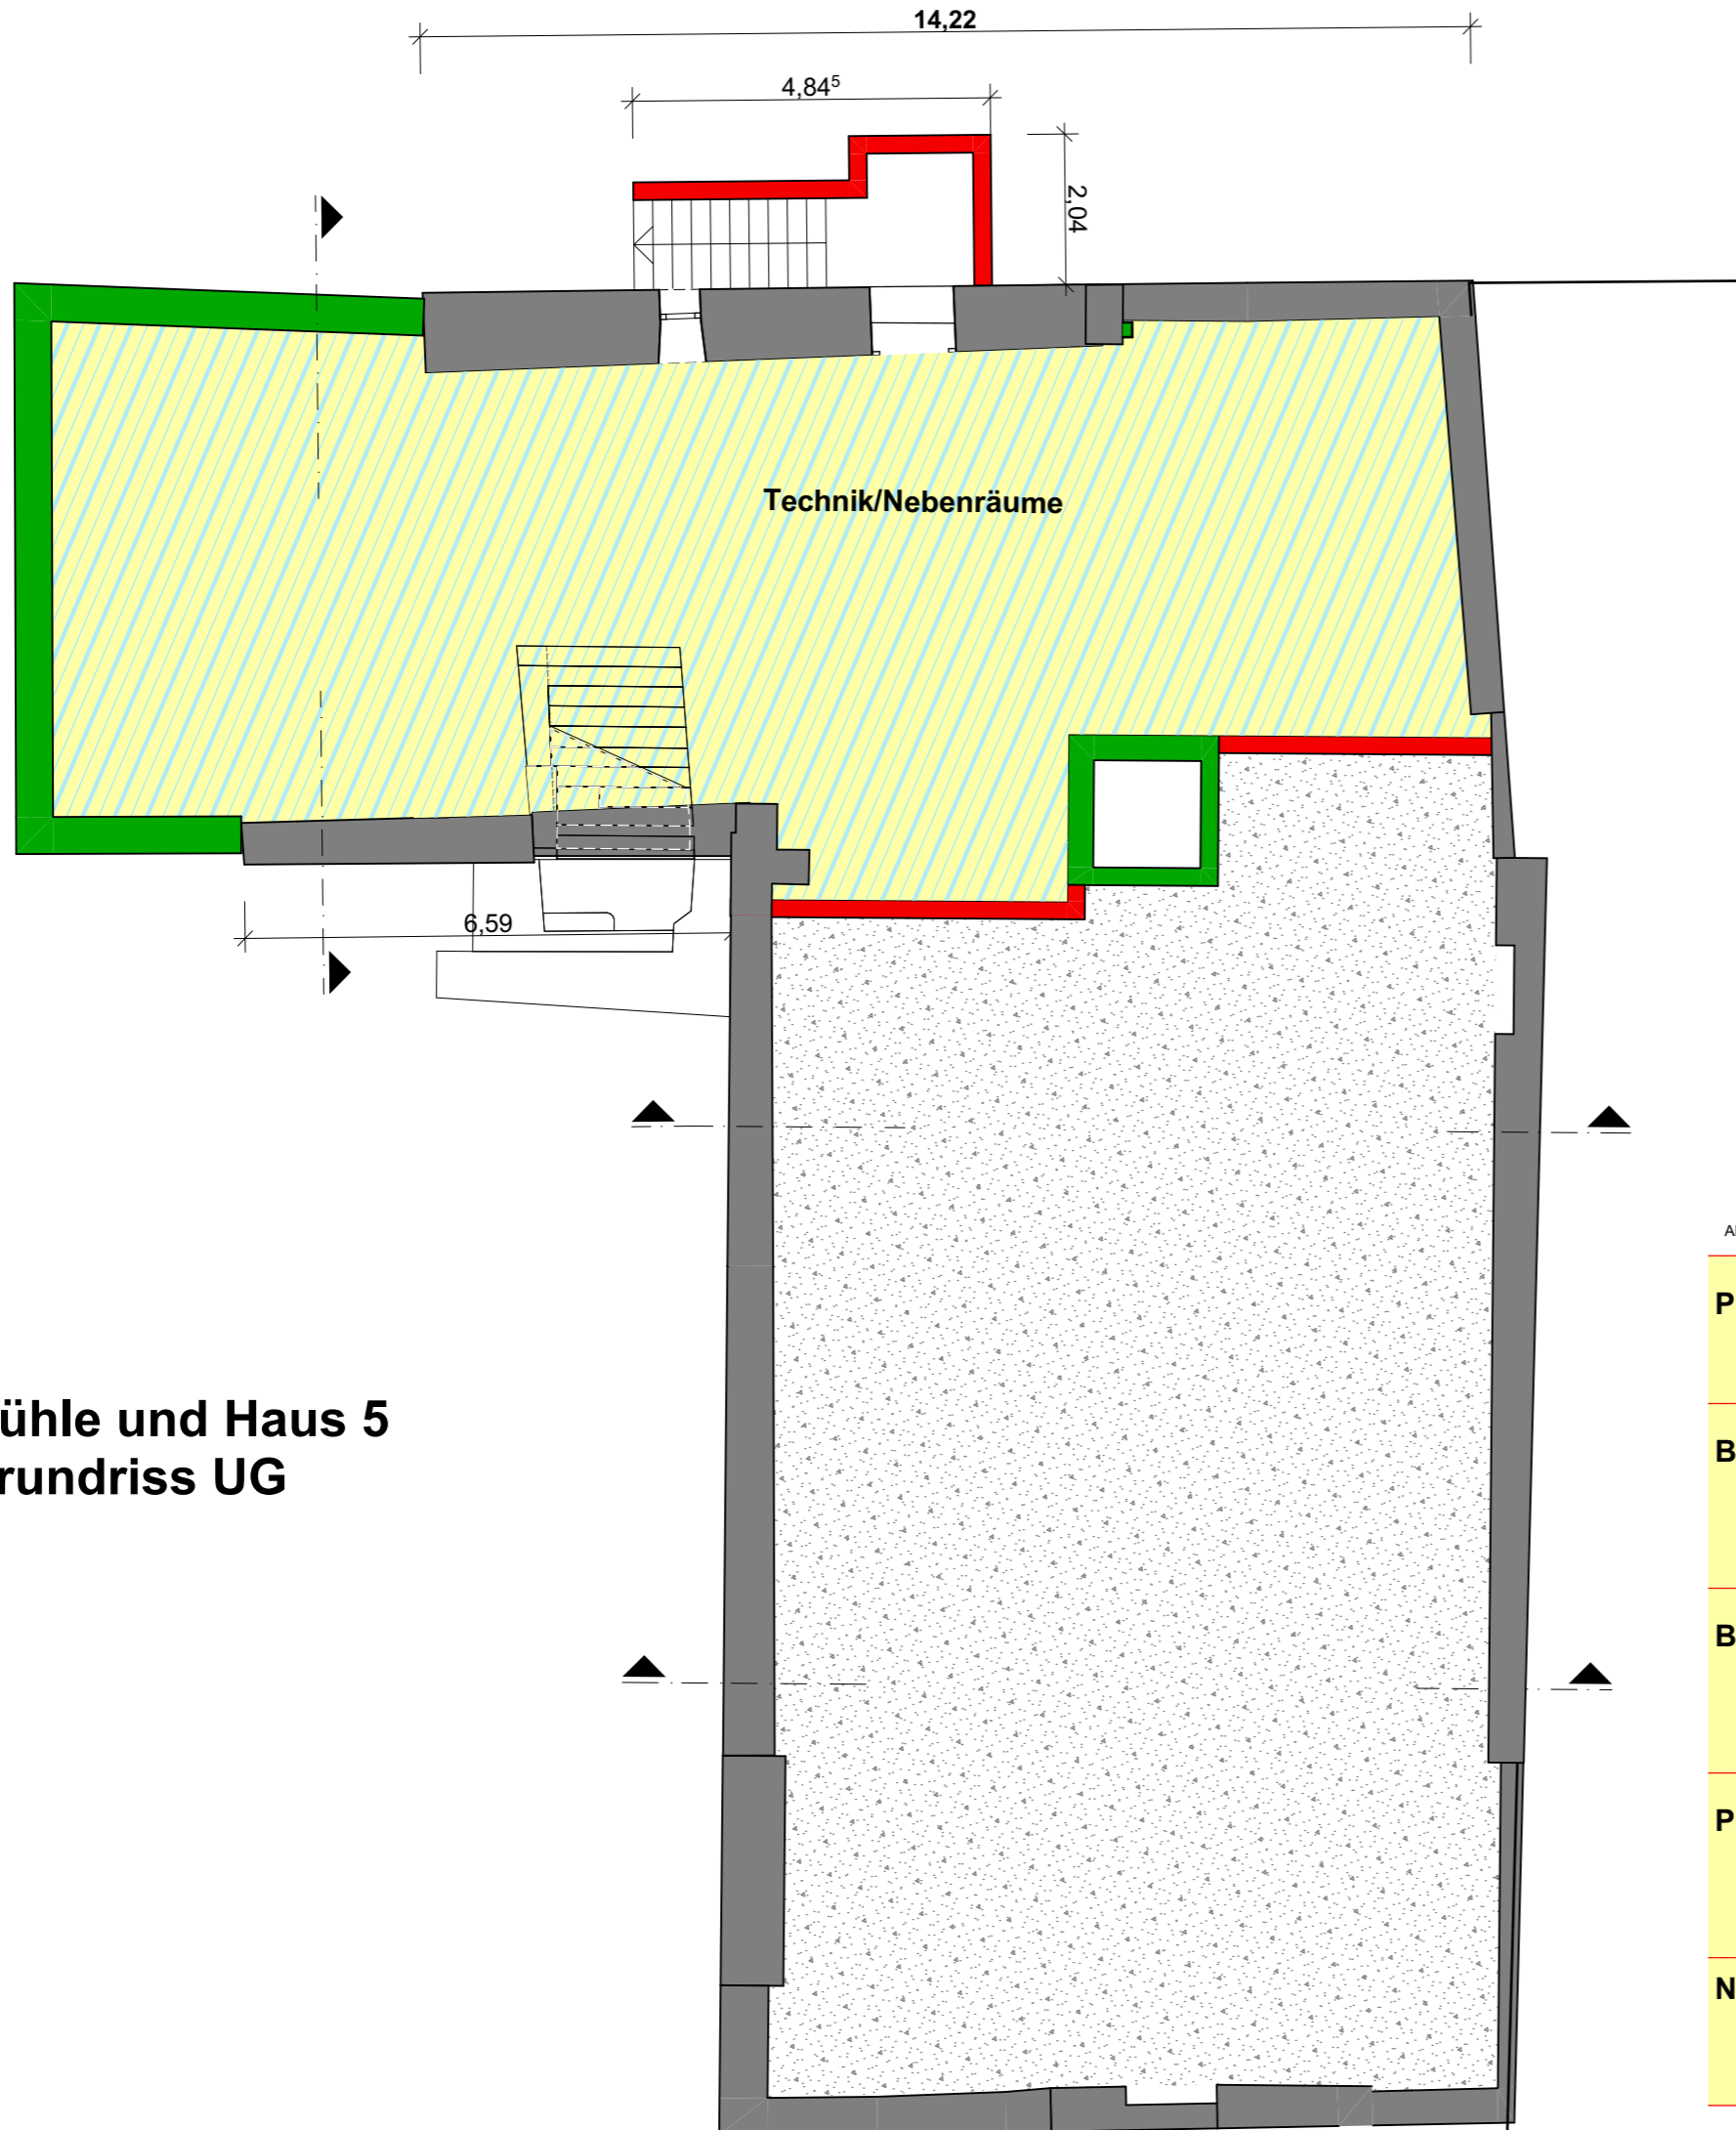 14,22
4,84⁵
2,04
Technik/Nebenräume
6,59
A
P
ühle und Haus 5
B
rundriss UG
B
P
N